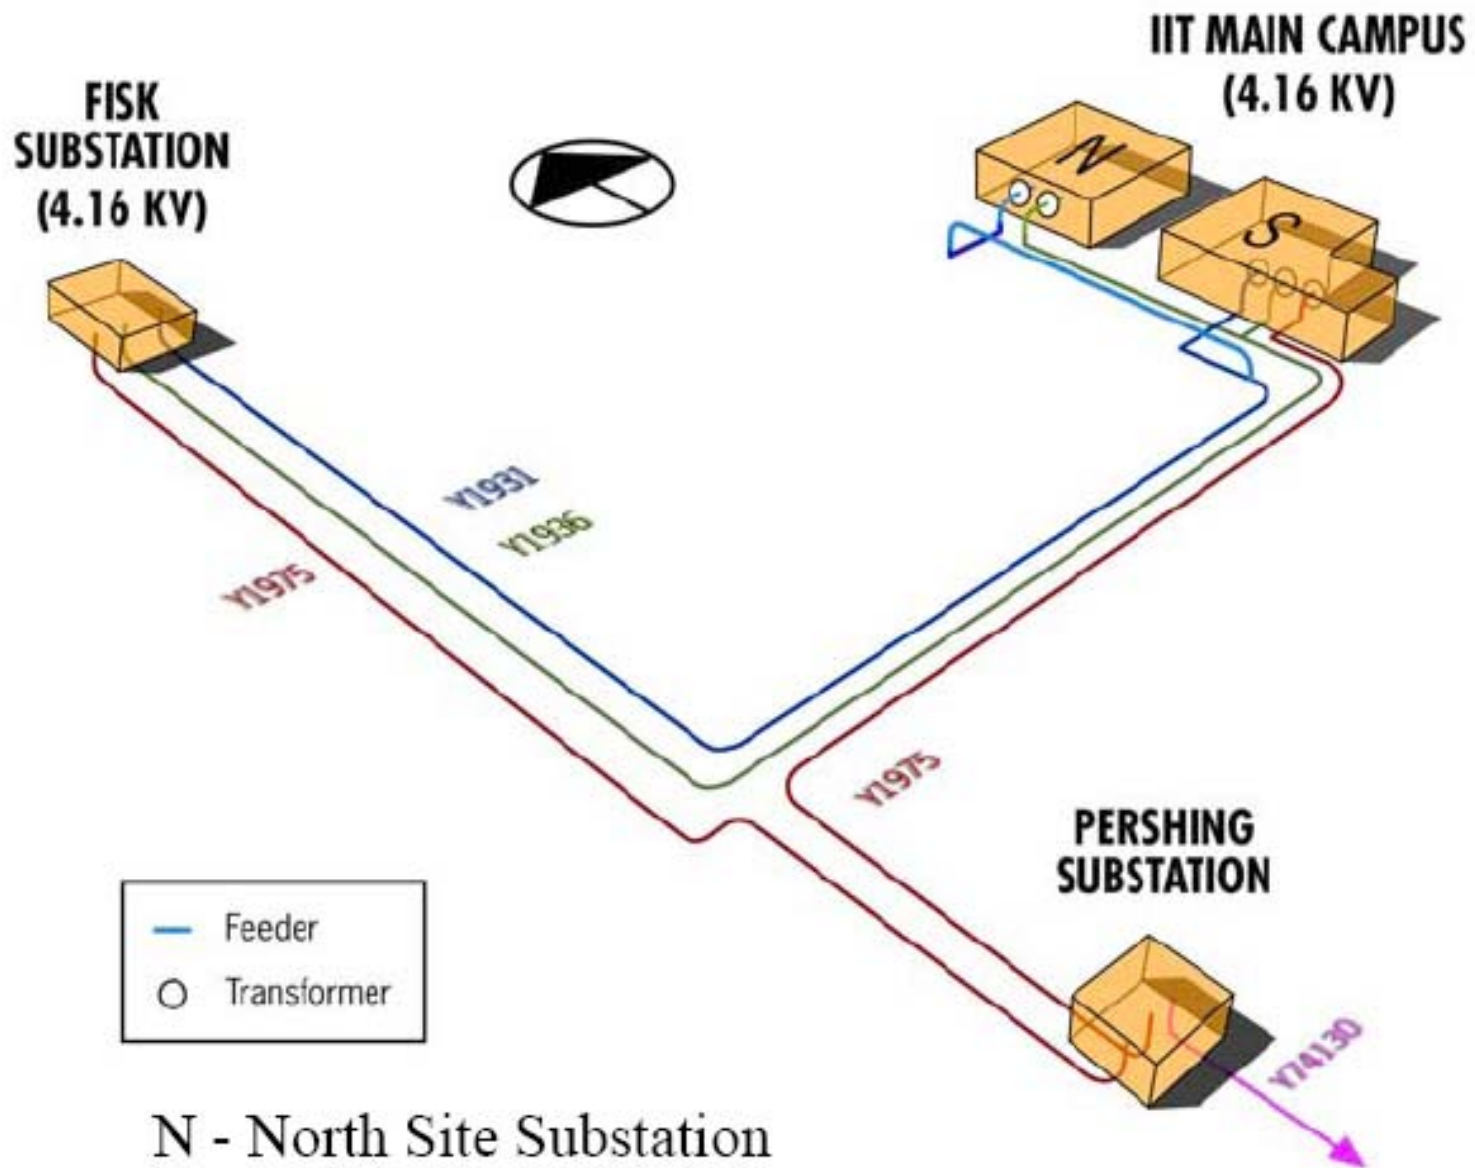 IIT MAIN CAMPUS
(4.16 KV)
FISK
SUBSTATION
(4.16 KV)
N
S
Y1931
Y1936
Y1975
Y1975
PERSHING
SUBSTATION
Feeder
Transformer
Y74130
N - North Site Substation